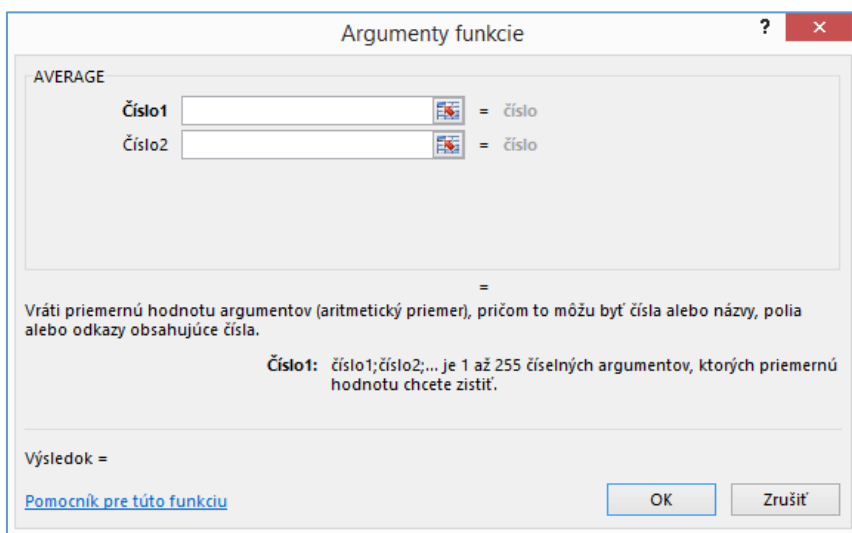 Argumenty funkcie ? ×
AVERAGE
Číslo1 = číslo
Číslo2 = číslo
=
Vráti priemernú hodnotu argumentov (aritmetický priemer), pričom to môžu byť čísla alebo názvy, polia
alebo odkazy obsahujúce čísla.
Číslo1: číslo1;číslo2;... je 1 až 255 číselných argumentov, ktorých priemernú
hodnotu chcete zistiť.
Výsledok =
Pomocník pre túto funkciu OK Zrušiť